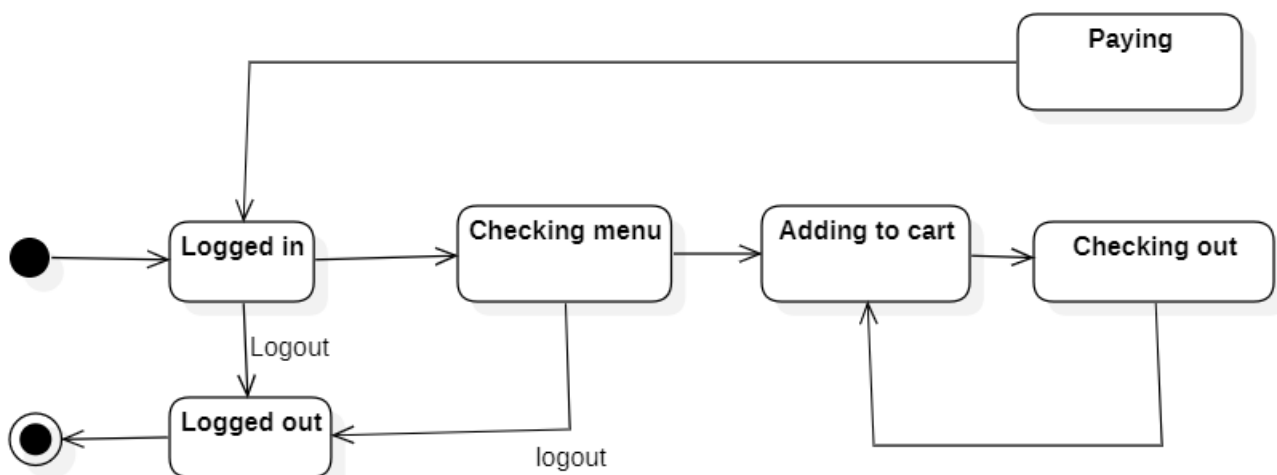 Paying
Logged in
Checking menu
Adding to cart
Checking out
Logout
Logged out
logout